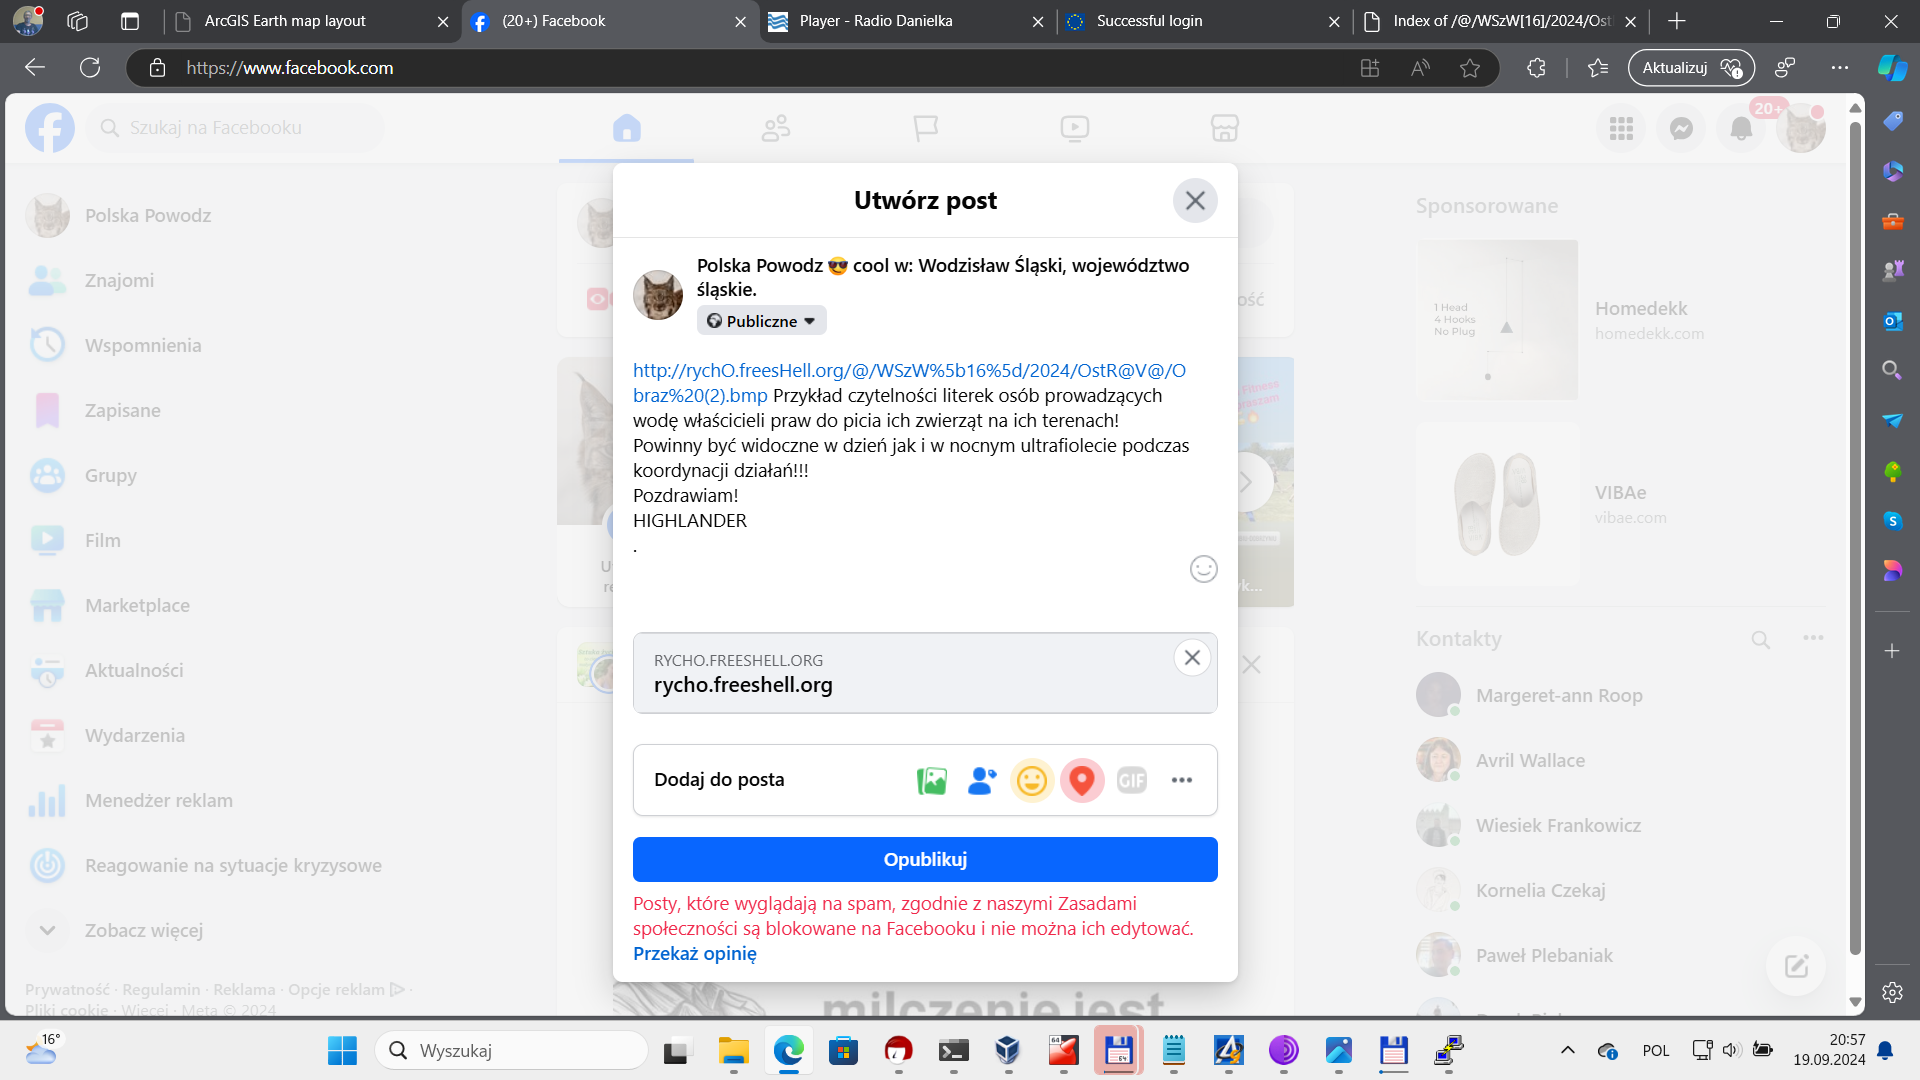 ArcGIS Earth map layout
(20+) Facebook
Player - Radio Danielka
Successful login
Index of /@/WSzW[16]/2024/Ost
https://www.facebook.com
Aktualizuj
Szukaj na Facebooku
20+
Polska Powodz
Znajomi
Wspomnienia
Zapisane
Grupy
Film
Marketplace
Aktualności
Wydarzenia
Menedżer reklam
Reagowanie na sytuacje kryzysowe
Zobacz więcej
Prywatność · Regulamin · Reklama · Opcje reklam ·
Pliki cookie · Więcej · Meta © 2024
Utwórz post
Polska Powodz 😎 cool w: Wodzisław Śląski, województwo
śląskie.
Publiczne
http://rychO.freesHell.org/@/WSzW%5b16%5d/2024/OstR@V@/O
braz%20(2).bmp Przykład czytelności literek osób prowadzących
wodę właścicieli praw do picia ich zwierząt na ich terenach!
Powinny być widoczne w dzień jak i w nocnym ultrafiolecie podczas
koordynacji działań!!!
Pozdrawiam!
HIGHLANDER
.
RYCHO.FREESHELL.ORG
rycho.freeshell.org
Dodaj do posta
GIF
Opublikuj
Posty, które wyglądają na spam, zgodnie z naszymi Zasadami
społeczności są blokowane na Facebooku i nie można ich edytować.
Przekaż opinię
milczenie jest
Sponsorowane
1 Head
4 Hooks
No Plug
Homedekk
homedekk.com
VIBAe
vibae.com
Kontakty
Margeret-ann Roop
Avril Wallace
Wiesiek Frankowicz
Kornelia Czekaj
Paweł Plebaniak
16°
Wyszukaj
POL
20:57
19.09.2024